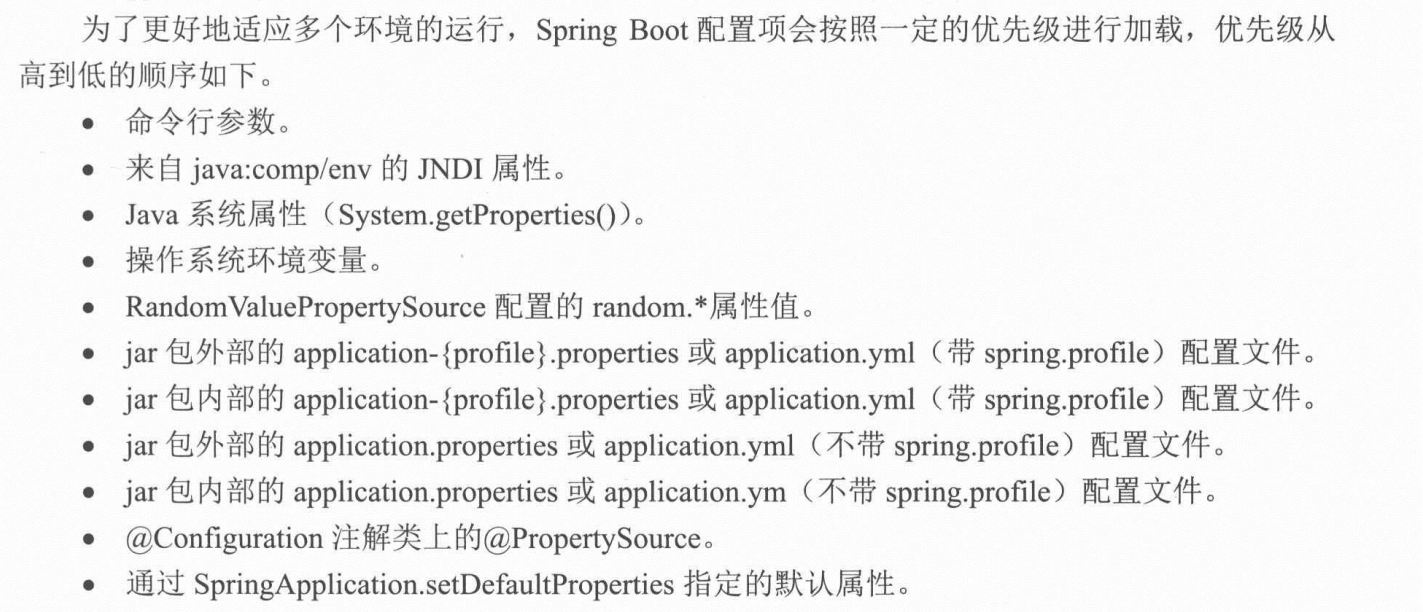 为了更好地适应多个环境的运行，Spring Boot 配置项会按照一定的优先级进行加载，优先级从
高到低的顺序如下。
● 命令行参数。
● 来自 java:comp/env 的 JNDI 属性。
● Java 系统属性（System.getProperties()）。
● 操作系统环境变量。
● RandomValuePropertySource 配置的 random.*属性值。
● jar 包外部的 application-{profile}.properties 或 application.yml（带 spring.profile）配置文件。
● jar 包内部的 application-{profile}.properties 或 application.yml（带 spring.profile）配置文件。
● jar 包外部的 application.properties 或 application.yml（不带 spring.profile）配置文件。
● jar 包内部的 application.properties 或 application.ym（不带 spring.profile）配置文件。
● @Configuration 注解类上的@PropertySource。
● 通过 SpringApplication.setDefaultProperties 指定的默认属性。